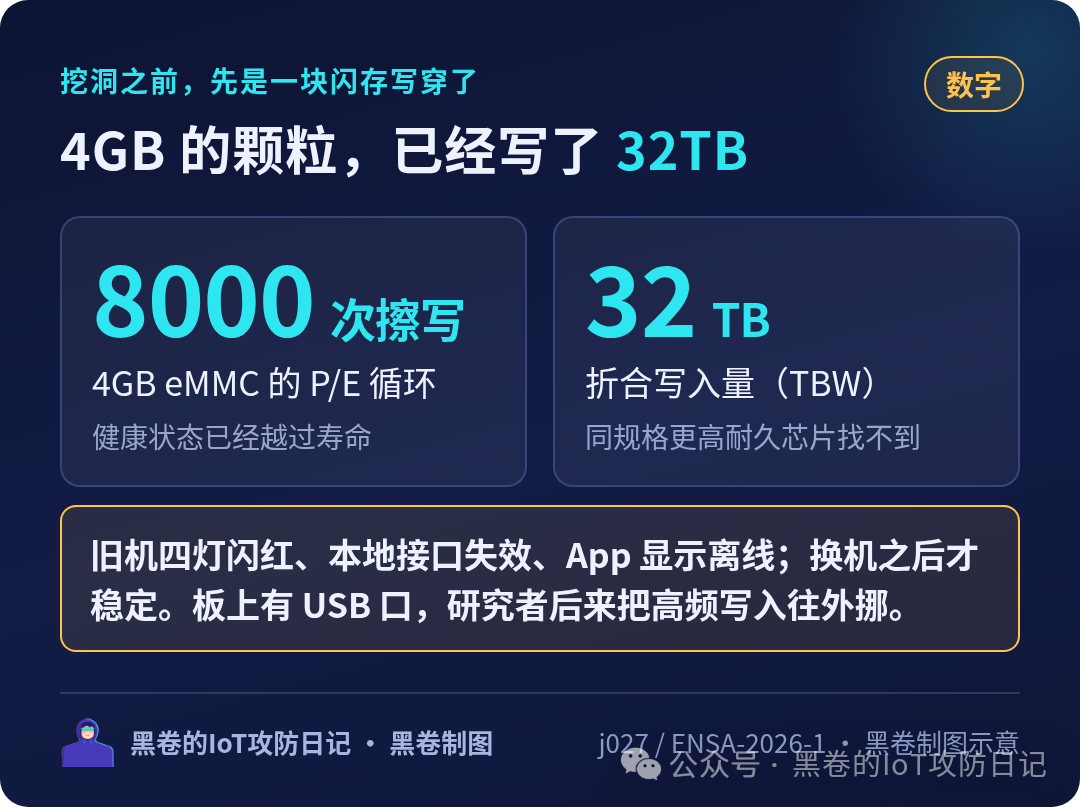 挖洞之前，先是一块闪存写穿了
数字
4GB 的颗粒，已经写了 32TB
8000 次擦写
4GB eMMC 的 P/E 循环
健康状态已经越过寿命
32 TB
折合写入量（TBW）
同规格更高耐久芯片找不到
旧机四灯闪红、本地接口失效、App 显示离线；换机之后才
稳定。板上有 USB 口，研究者后来把高频写入往外挪。
黑卷的IoT攻防日记 · 黑卷制图
j027 / ENSA-2026-1 · 黑卷制图示意
公众号 · 黑卷的IoT攻防日记